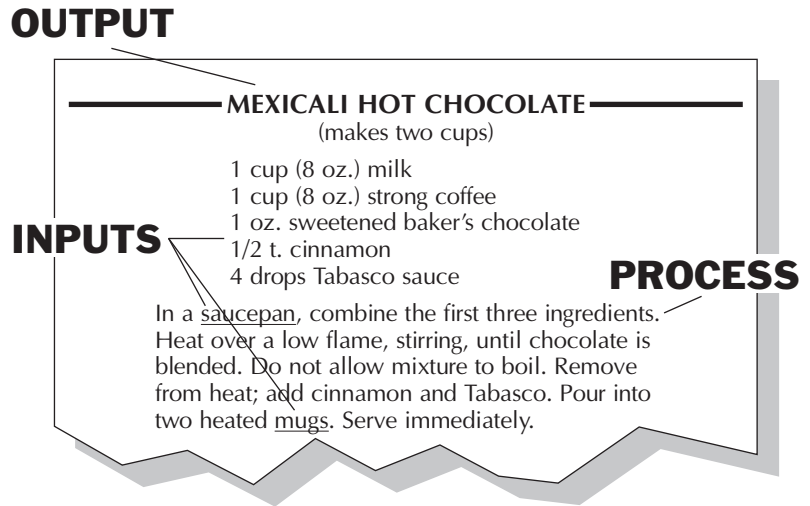 OUTPUT
MEXICALI HOT CHOCOLATE
(makes two cups)
1 cup (8 oz.) milk
1 cup (8 oz.) strong coffee
1 oz. sweetened baker's chocolate
INPUTS
1/2 t. cinnamon
4 drops Tabasco sauce
PROCESS
In a saucepan, combine the first three ingredients.
Heat over a low flame, stirring, until chocolate is
blended. Do not allow mixture to boil. Remove
from heat; add cinnamon and Tabasco. Pour into
two heated mugs. Serve immediately.